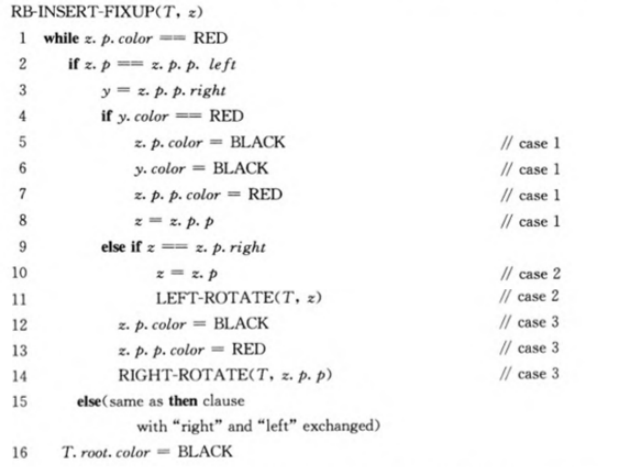 RB-INSERT-FIXUP(T, z)
1 while z. p. color == RED
2 if z. p == z. p. p. left
3 y = z. p. p. right
4 if y. color == RED
5 z. p. color = BLACK // case 1
6 y. color = BLACK // case 1
7 z. p. p. color = RED // case 1
8 z = z. p. p // case 1
9 else if z == z. p. right
10 z = z. p // case 2
11 LEFT-ROTATE(T, z) // case 2
12 z. p. color = BLACK // case 3
13 z. p. p. color = RED // case 3
14 RIGHT-ROTATE(T, z. p. p) // case 3
15 else(same as then clause
with “right” and “left” exchanged)
16 T. root. color = BLACK